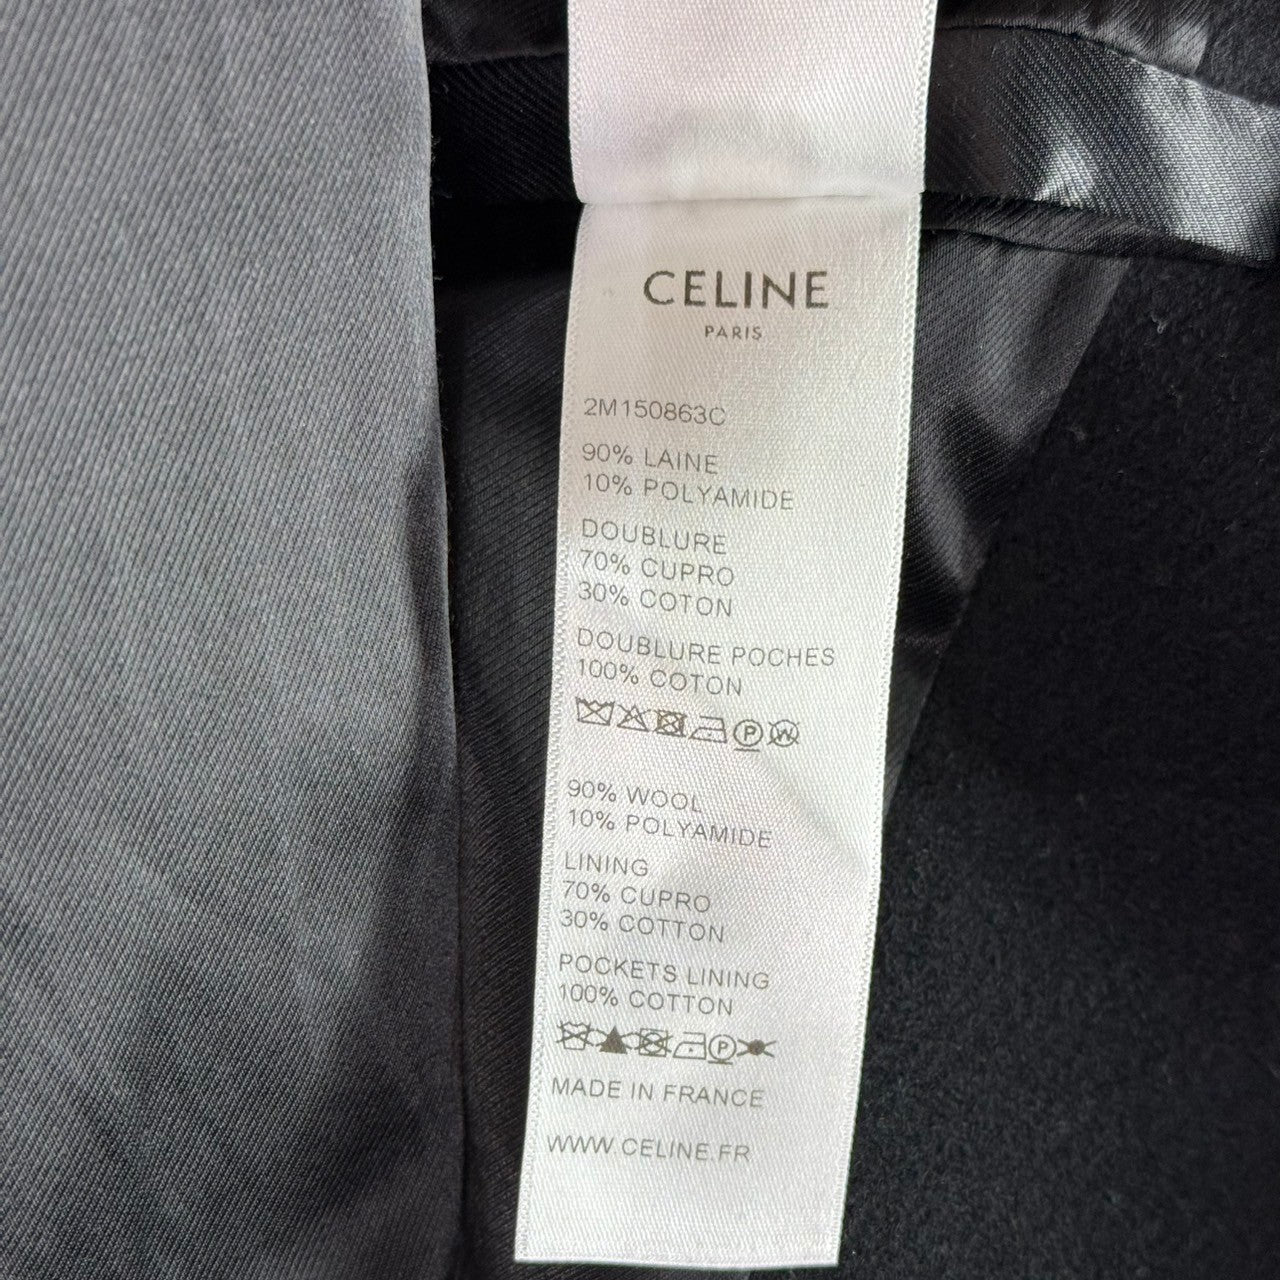 CELINE
PARIS
2M150863C
90% LAINE
10% POLYAMIDE
DOUBLURE
70% CUPRO
30% COTON
DOUBLURE POCHES
100% COTON
P W
90% WOOL
10% POLYAMIDE
LINING
70% CUPRO
30% COTTON
POCKETS LINING
100% COTTON
P
MADE IN FRANCE
WWW.CELINE.FR